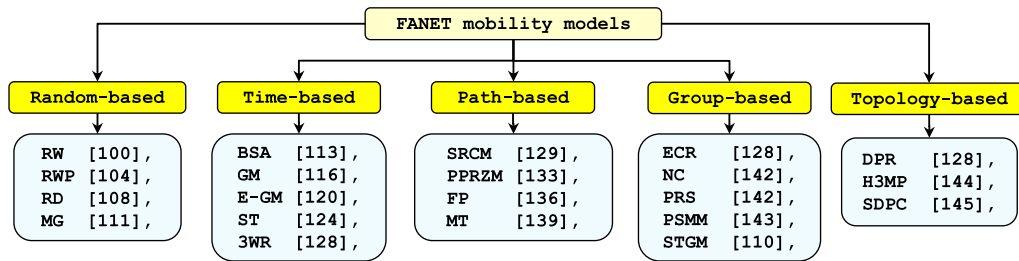 FANET mobility models
Random-based
Time-based
Path-based
Group-based
Topology-based
RW [100],
RWP [104],
RD [108],
MG [111],
BSA [113],
GM [116],
E-GM [120],
ST [124],
3WR [128],
SRCM [129],
PPRZM [133],
FP [136],
MT [139],
ECR [128],
NC [142],
PRS [142],
PSMM [143],
STGM [110],
DPR [128],
H3MP [144],
SDPC [145],